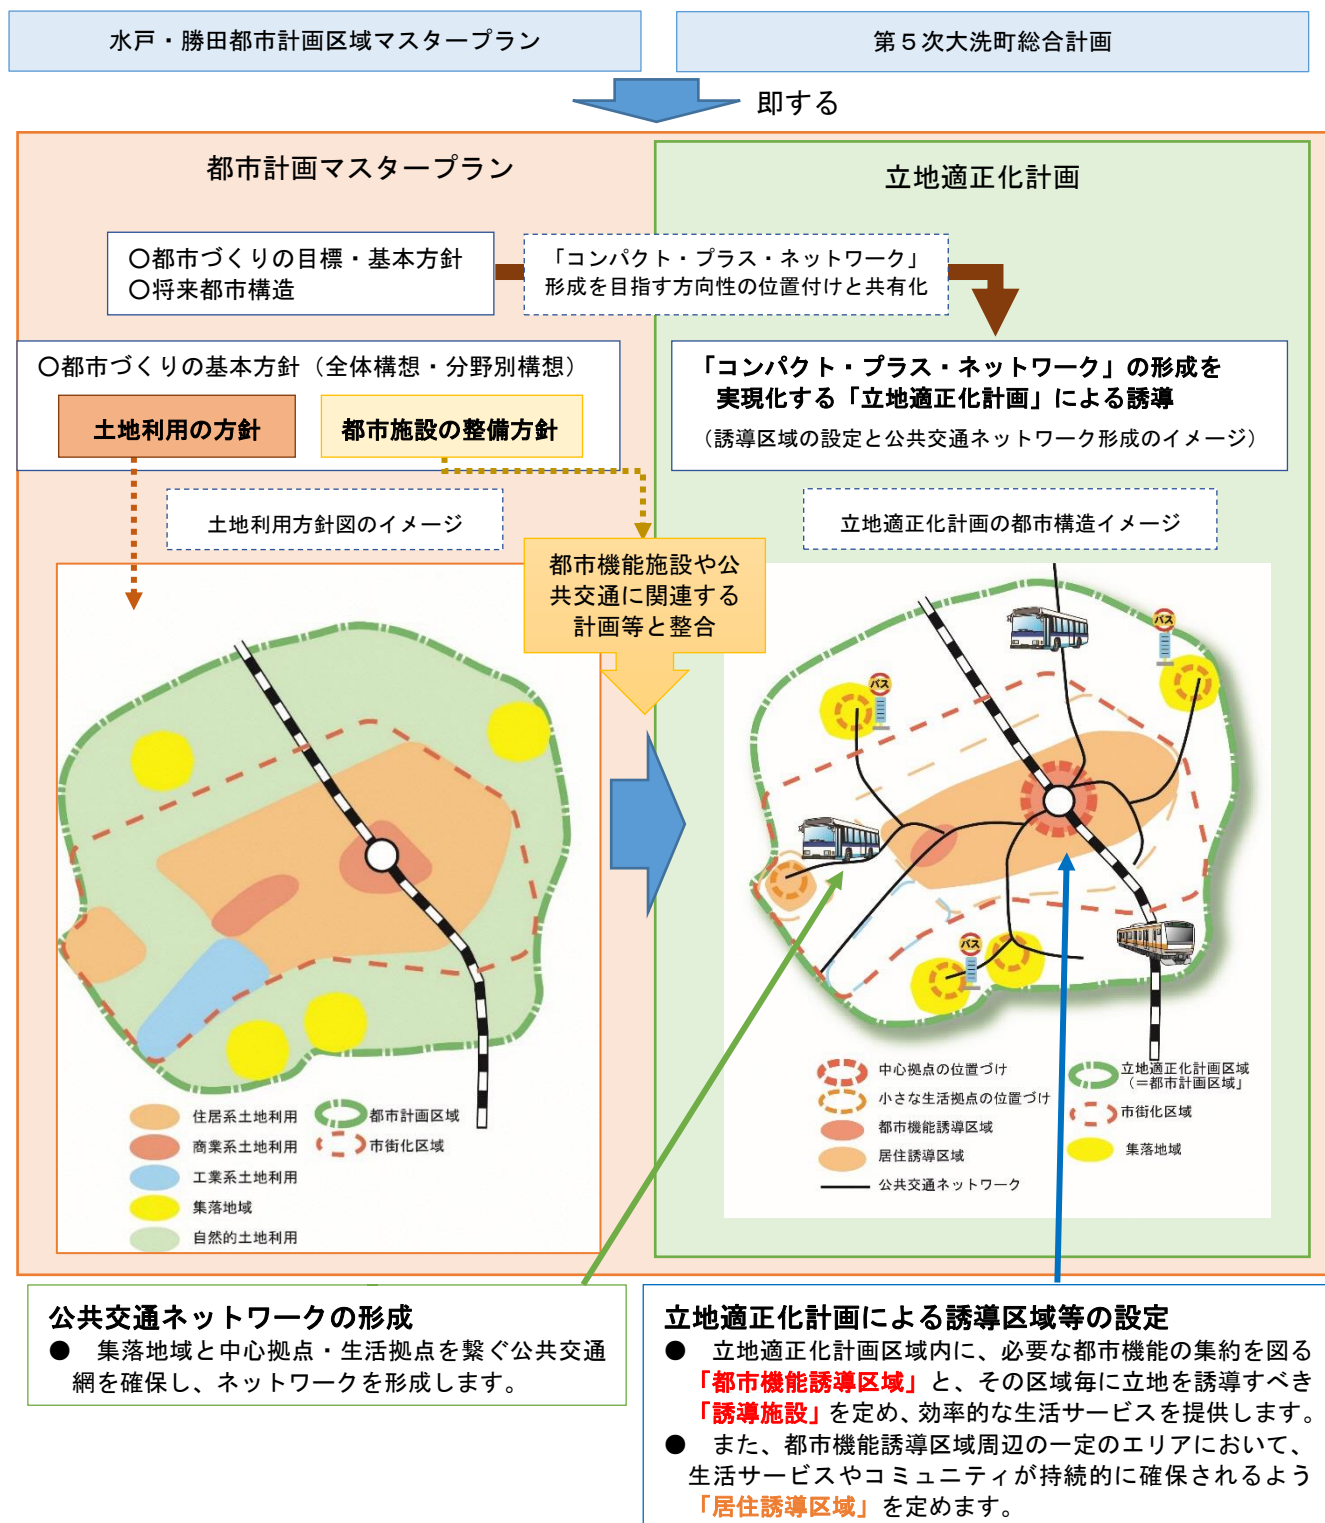 水戸・勝田都市計画区域マスタープラン
第５次大洗町総合計画
即する
都市計画マスタープラン
立地適正化計画
〇都市づくりの目標・基本方針
〇将来都市構造
「コンパクト・プラス・ネットワーク」
形成を目指す方向性の位置付けと共有化
〇都市づくりの基本方針（全体構想・分野別構想）
土地利用の方針
都市施設の整備方針
「コンパクト・プラス・ネットワーク」の形成を
実現化する「立地適正化計画」による誘導
（誘導区域の設定と公共交通ネットワーク形成のイメージ）
土地利用方針図のイメージ
都市機能施設や公
共交通に関連する
計画等と整合
立地適正化計画の都市構造イメージ
バス
バス
バス
住居系土地利用
商業系土地利用
工業系土地利用
集落地域
自然的土地利用
都市計画区域
市街化区域
中心拠点の位置づけ
小さな生活拠点の位置づけ
都市機能誘導区域
居住誘導区域
公共交通ネットワーク
立地適正化計画区域
（＝都市計画区域」
市街化区域
集落地域
公共交通ネットワークの形成
● 集落地域と中心拠点・生活拠点を繋ぐ公共交通
網を確保し、ネットワークを形成します。
立地適正化計画による誘導区域等の設定
● 立地適正化計画区域内に、必要な都市機能の集約を図る
「都市機能誘導区域」と、その区域毎に立地を誘導すべき
「誘導施設」を定め、効率的な生活サービスを提供します。
● また、都市機能誘導区域周辺の一定のエリアにおいて、
生活サービスやコミュニティが持続的に確保されるよう
「居住誘導区域」を定めます。